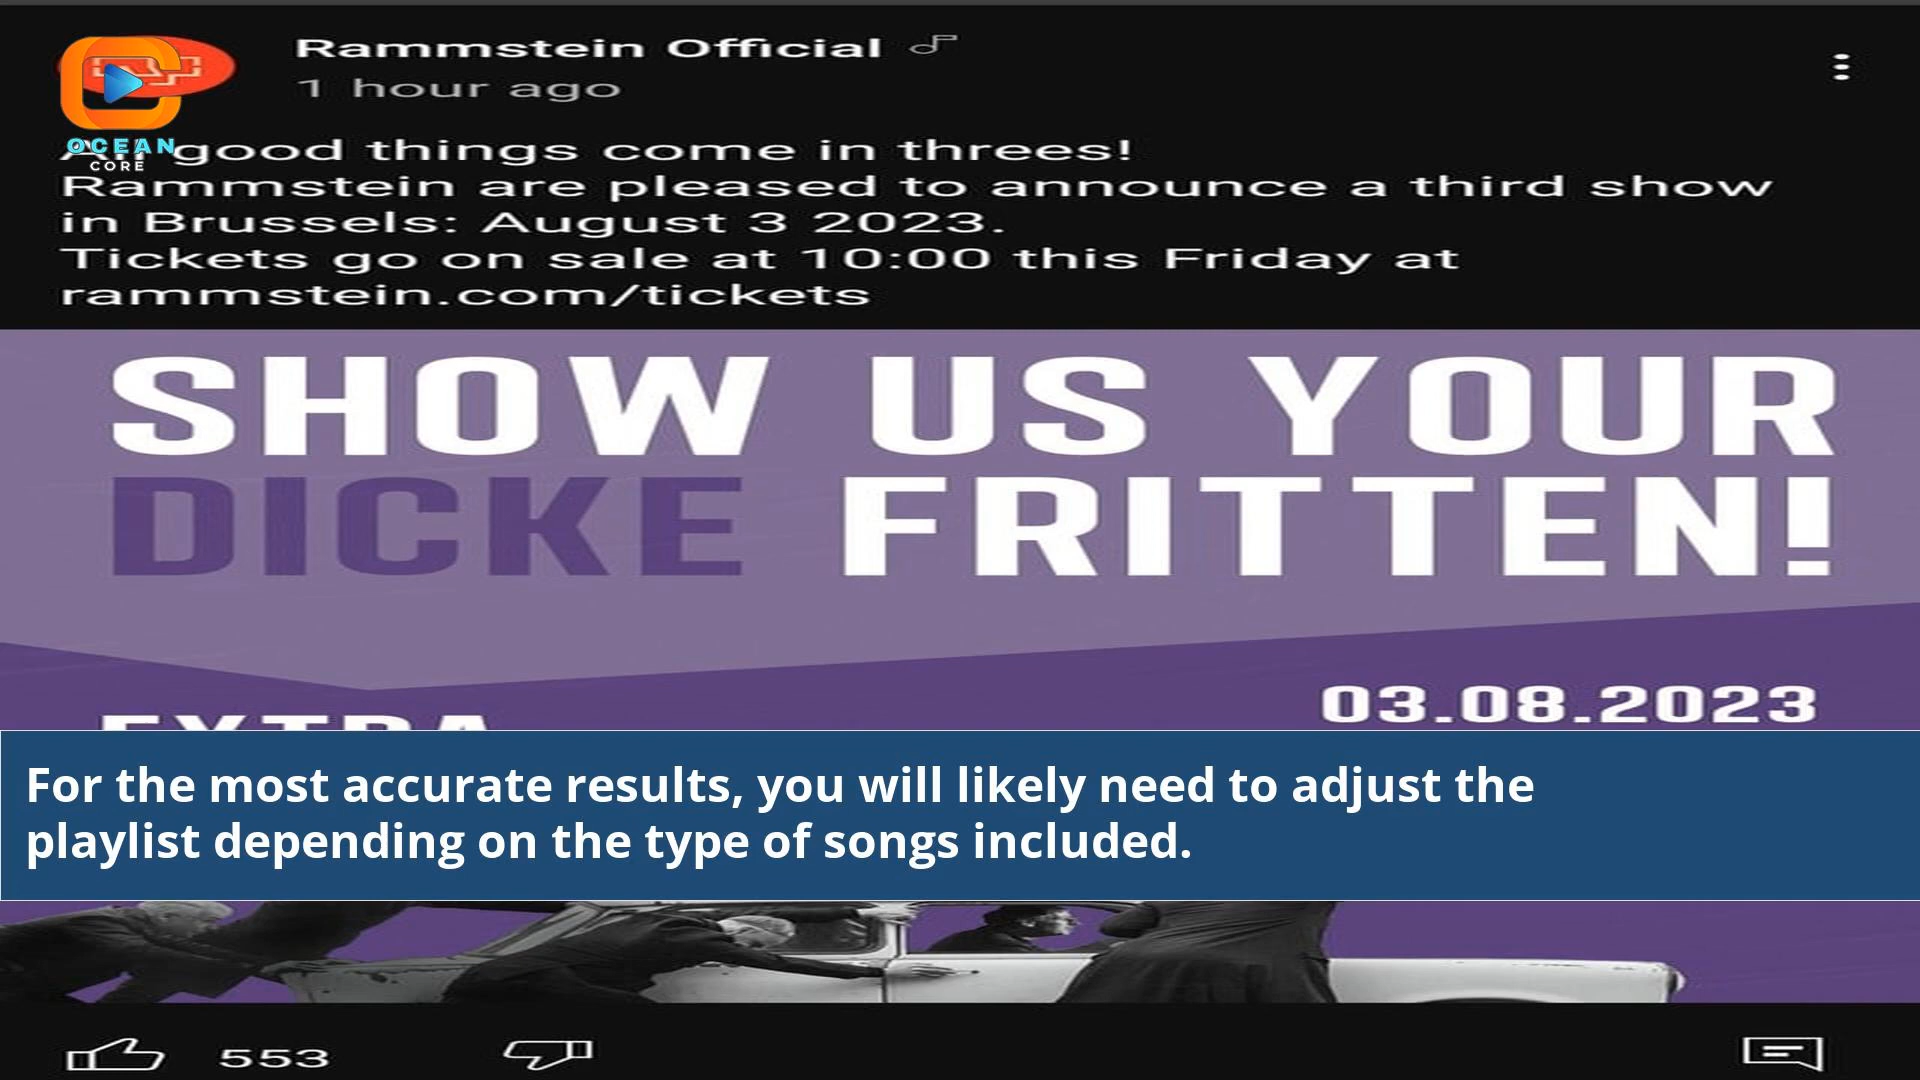 Rammstein Official
1 hour ago
OCEAN
CORE
All good things come in threes!
Rammstein are pleased to announce a third show
in Brussels: August 3 2023.
Tickets go on sale at 10:00 this Friday at
rammstein.com/tickets
SHOW US YOUR
DICKE FRITTEN!
03.08.2023
EXTRA
For the most accurate results, you will likely need to adjust the
playlist depending on the type of songs included.
553